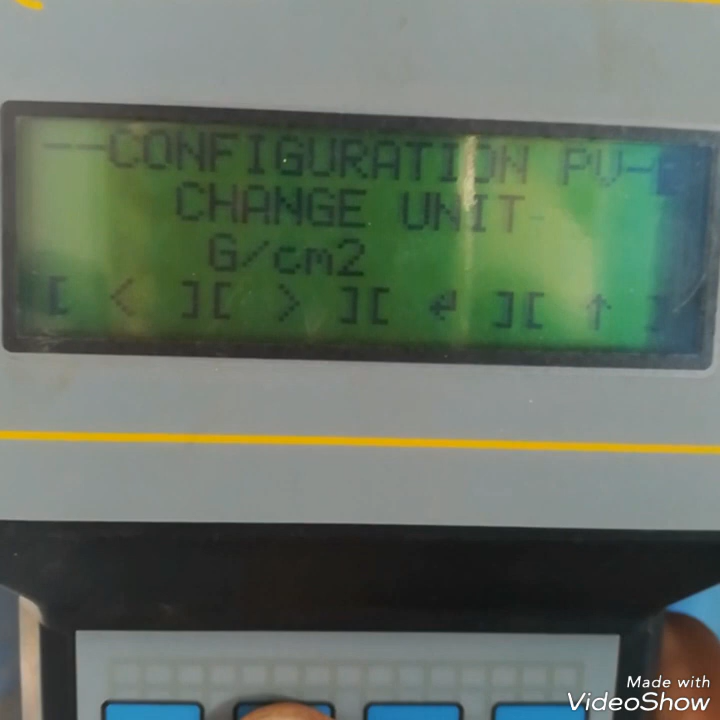 --CONFIGURATION PV-
CHANGE UNIT-
G/cm2
[ < ][ > ][ ↵ ][ ↑ ]
Made with
VideoShow